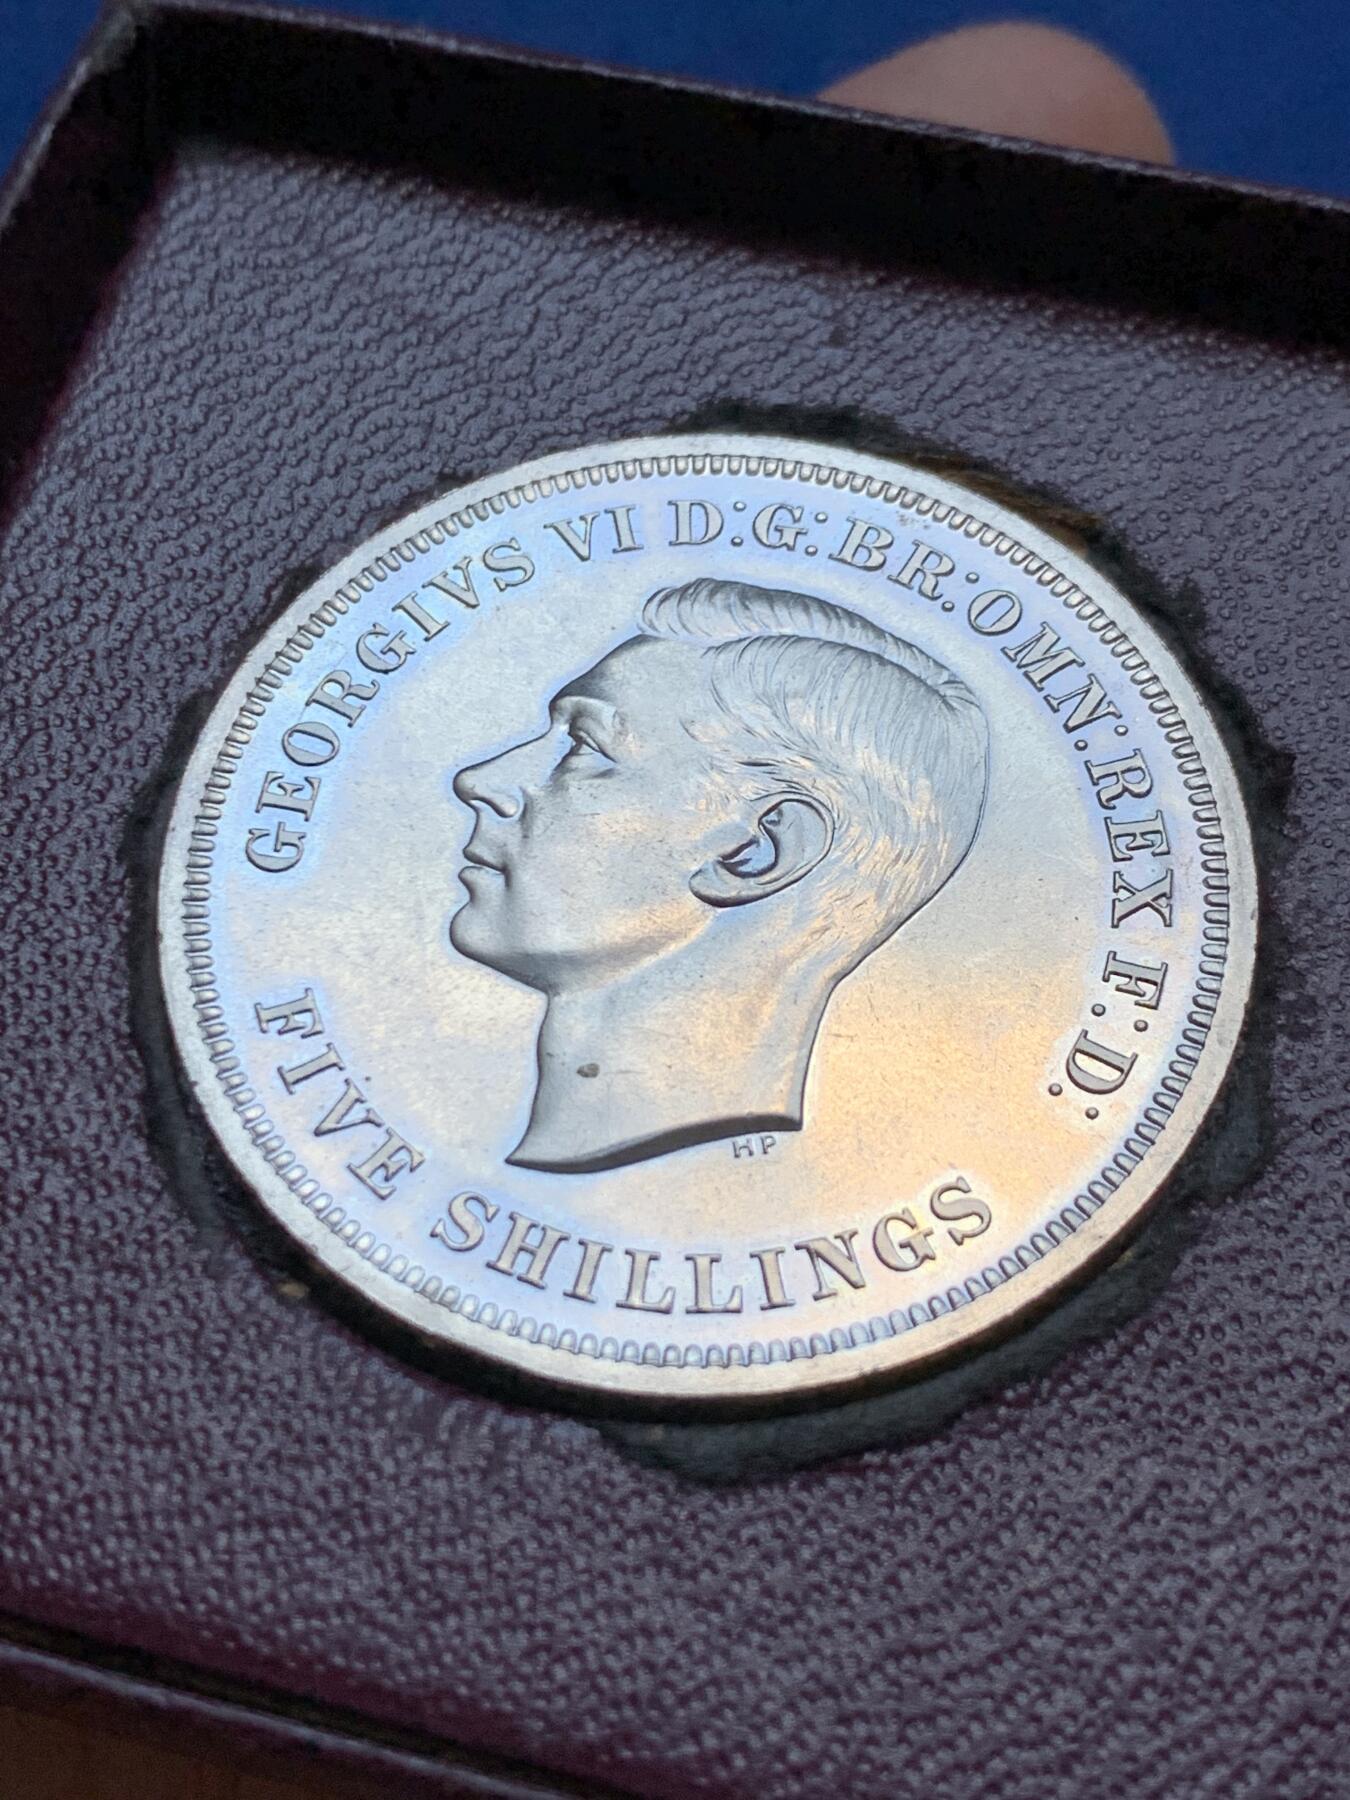 GEORGIVS VI D:G:BR:OMN:REX F:D:
HP
FIVE SHILLINGS